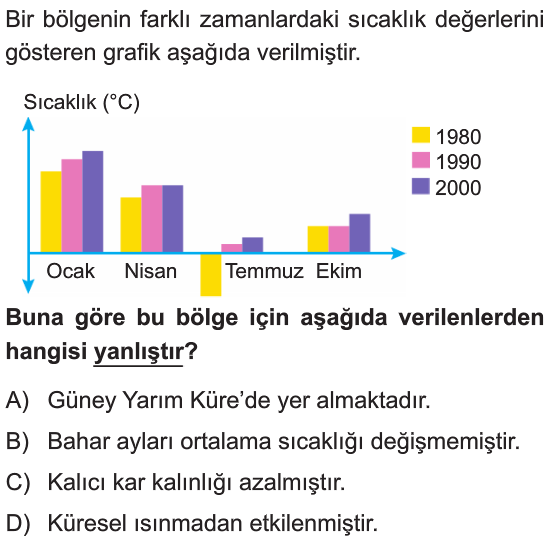 Bir bölgenin farklı zamanlardaki sıcaklık değerlerini
gösteren grafik aşağıda verilmiştir.
Sıcaklık (°C)
1980
1990
2000
Ocak Nisan Temmuz Ekim
Buna göre bu bölge için aşağıda verilenlerden
hangisi yanlıştır?
A) Güney Yarım Küre’de yer almaktadır.
B) Bahar ayları ortalama sıcaklığı değişmemiştir.
C) Kalıcı kar kalınlığı azalmıştır.
D) Küresel ısınmadan etkilenmiştir.